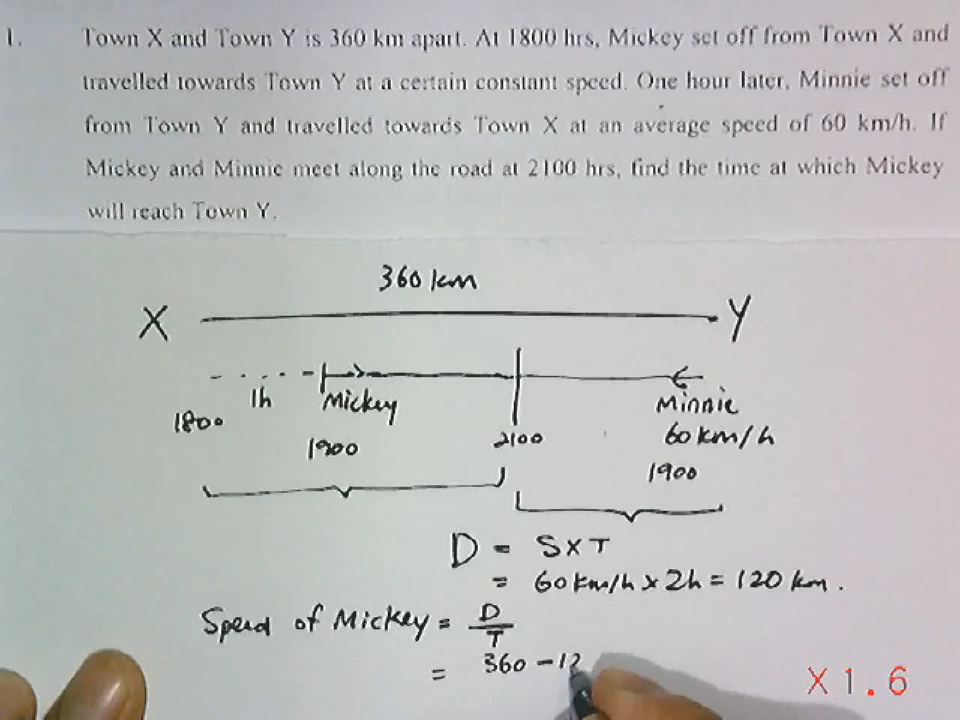 1. Town X and Town Y is 360 km apart. At 1800 hrs, Mickey set off from Town X and
travelled towards Town Y at a certain constant speed. One hour later, Minnie set off
from Town Y and travelled towards Town X at an average speed of 60 km/h. If
Mickey and Minnie meet along the road at 2100 hrs, find the time at which Mickey
will reach Town Y.
360 km
X Y
1h Mickey Minnie
1800 1900 2100 60 km/h
1900
D = S x T
= 60 km/h x 2h = 120 km.
Speed of Mickey = D
T
= 360 - 12
X1.6